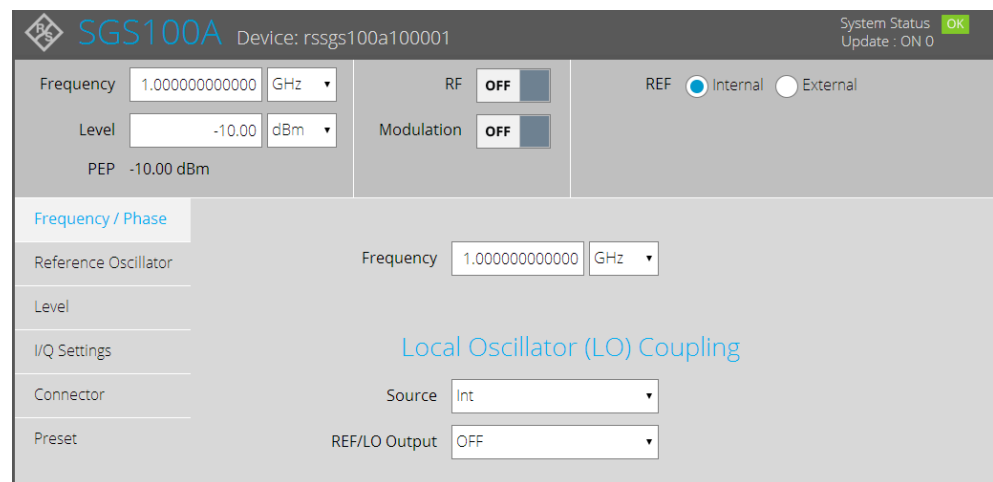 SGS100A Device: rssgs100a100001
System Status OK
Update : ON 0
Frequency 1.000000000000 GHz
Level -10.00 dBm
PEP -10.00 dBm
RF OFF
Modulation OFF
REF Internal External
Frequency / Phase
Reference Oscillator
Level
I/Q Settings
Connector
Preset
Frequency 1.000000000000 GHz
Local Oscillator (LO) Coupling
Source Int
REF/LO Output OFF